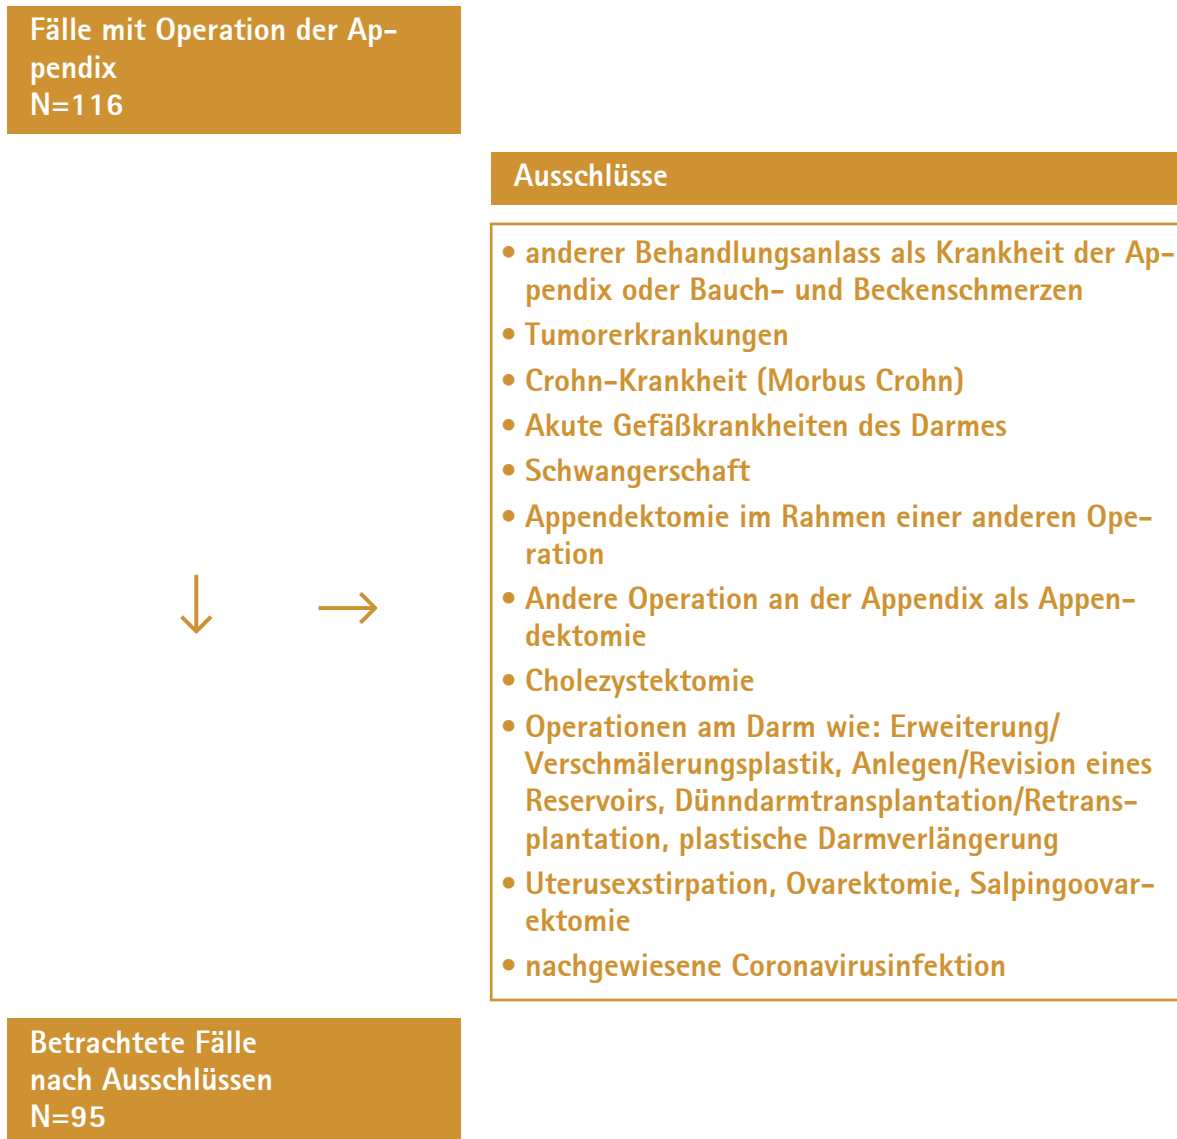 Fälle mit Operation der Ap-
pendix
N=116
Ausschlüsse
• anderer Behandlungsanlass als Krankheit der Ap-
pendix oder Bauch- und Beckenschmerzen
• Tumorerkrankungen
• Crohn-Krankheit (Morbus Crohn)
• Akute Gefäßkrankheiten des Darmes
• Schwangerschaft
• Appendektomie im Rahmen einer anderen Ope-
ration
• Andere Operation an der Appendix als Appen-
dektomie
• Cholezystektomie
• Operationen am Darm wie: Erweiterung/
Verschmälerungsplastik, Anlegen/Revision eines
Reservoirs, Dünndarmtransplantation/Retrans-
plantation, plastische Darmverlängerung
• Uterusexstirpation, Ovarektomie, Salpingoovar-
ektomie
• nachgewiesene Coronavirusinfektion
Betrachtete Fälle
nach Ausschlüssen
N=95